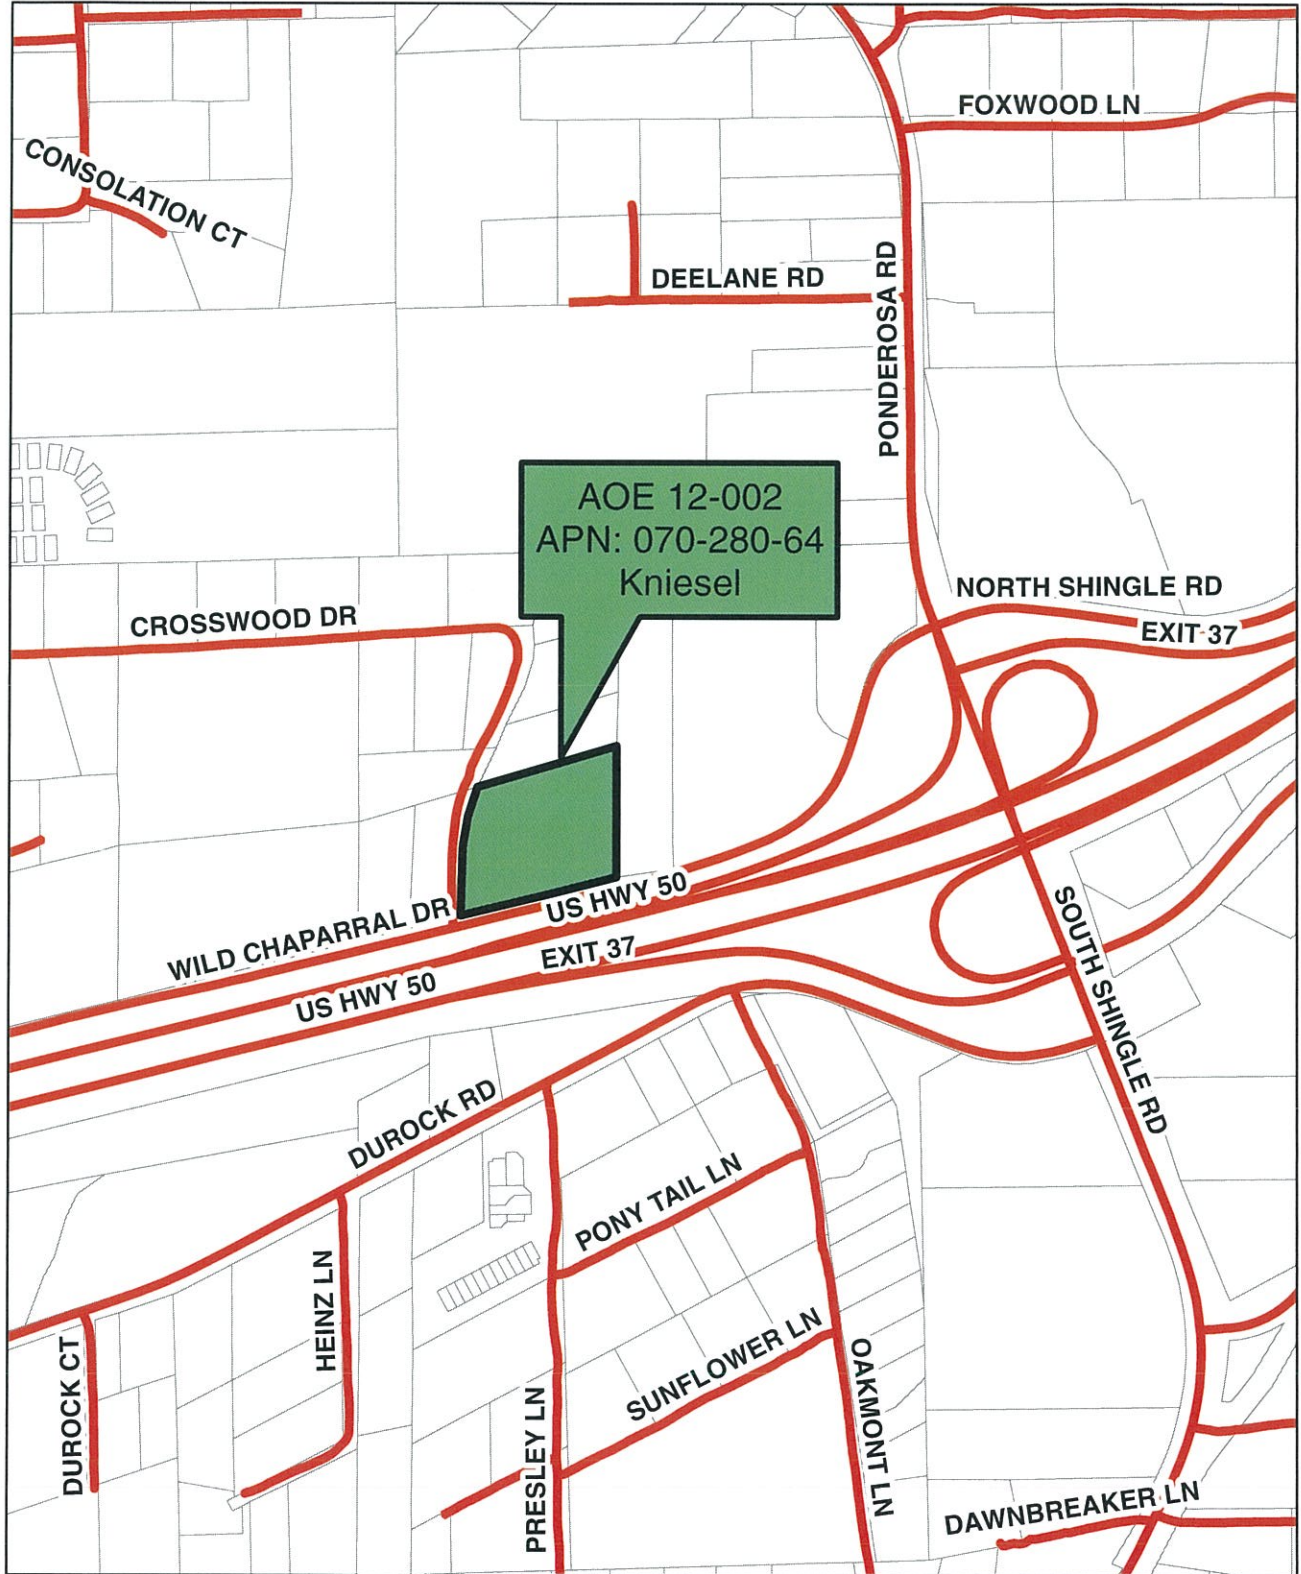 FOXWOOD LN
CONSOLATION CT
DEELANE RD
PONDEROSA RD
AOE 12-002
APN: 070-280-64
Kniesel
NORTH SHINGLE RD
EXIT 37
CROSSWOOD DR
US HWY 50
WILD CHAPARRAL DR
EXIT 37
US HWY 50
SOUTH SHINGLE RD
DUROCK RD
PONY TAIL LN
HEINZ LN
SUNFLOWER LN
DUROCK CT
PRESLEY LN
OAKMONT LN
DAWNBREAKER LN